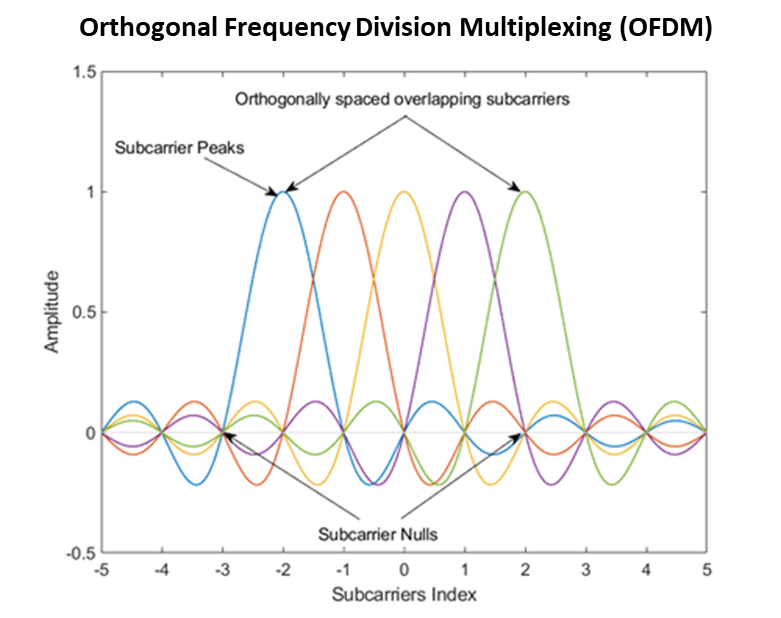 Orthogonal Frequency Division Multiplexing (OFDM)
1.5
Orthogonally spaced overlapping subcarriers
Subcarrier Peaks
1
Amplitude
0.5
0
Subcarrier Nulls
-0.5
-5 -4 -3 -2 -1 0 1 2 3 4 5
Subcarriers Index